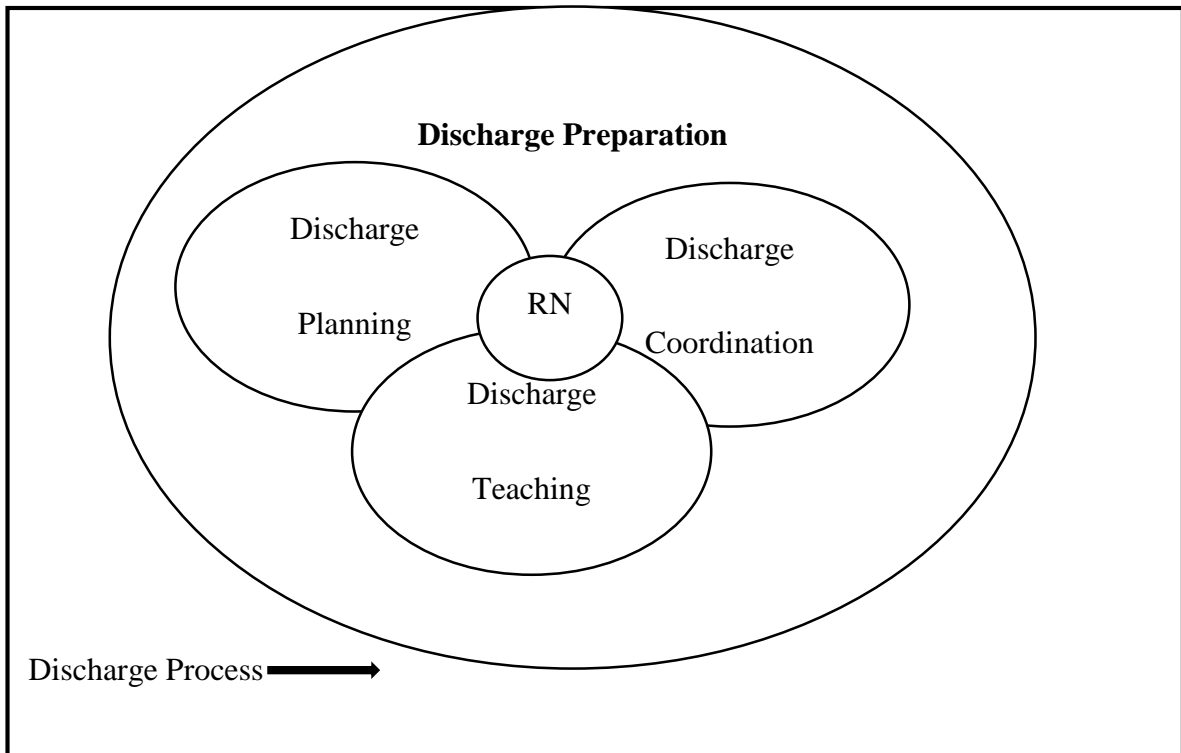 Discharge Preparation
Discharge
Planning
RN
Discharge
Coordination
Discharge
Teaching
Discharge Process